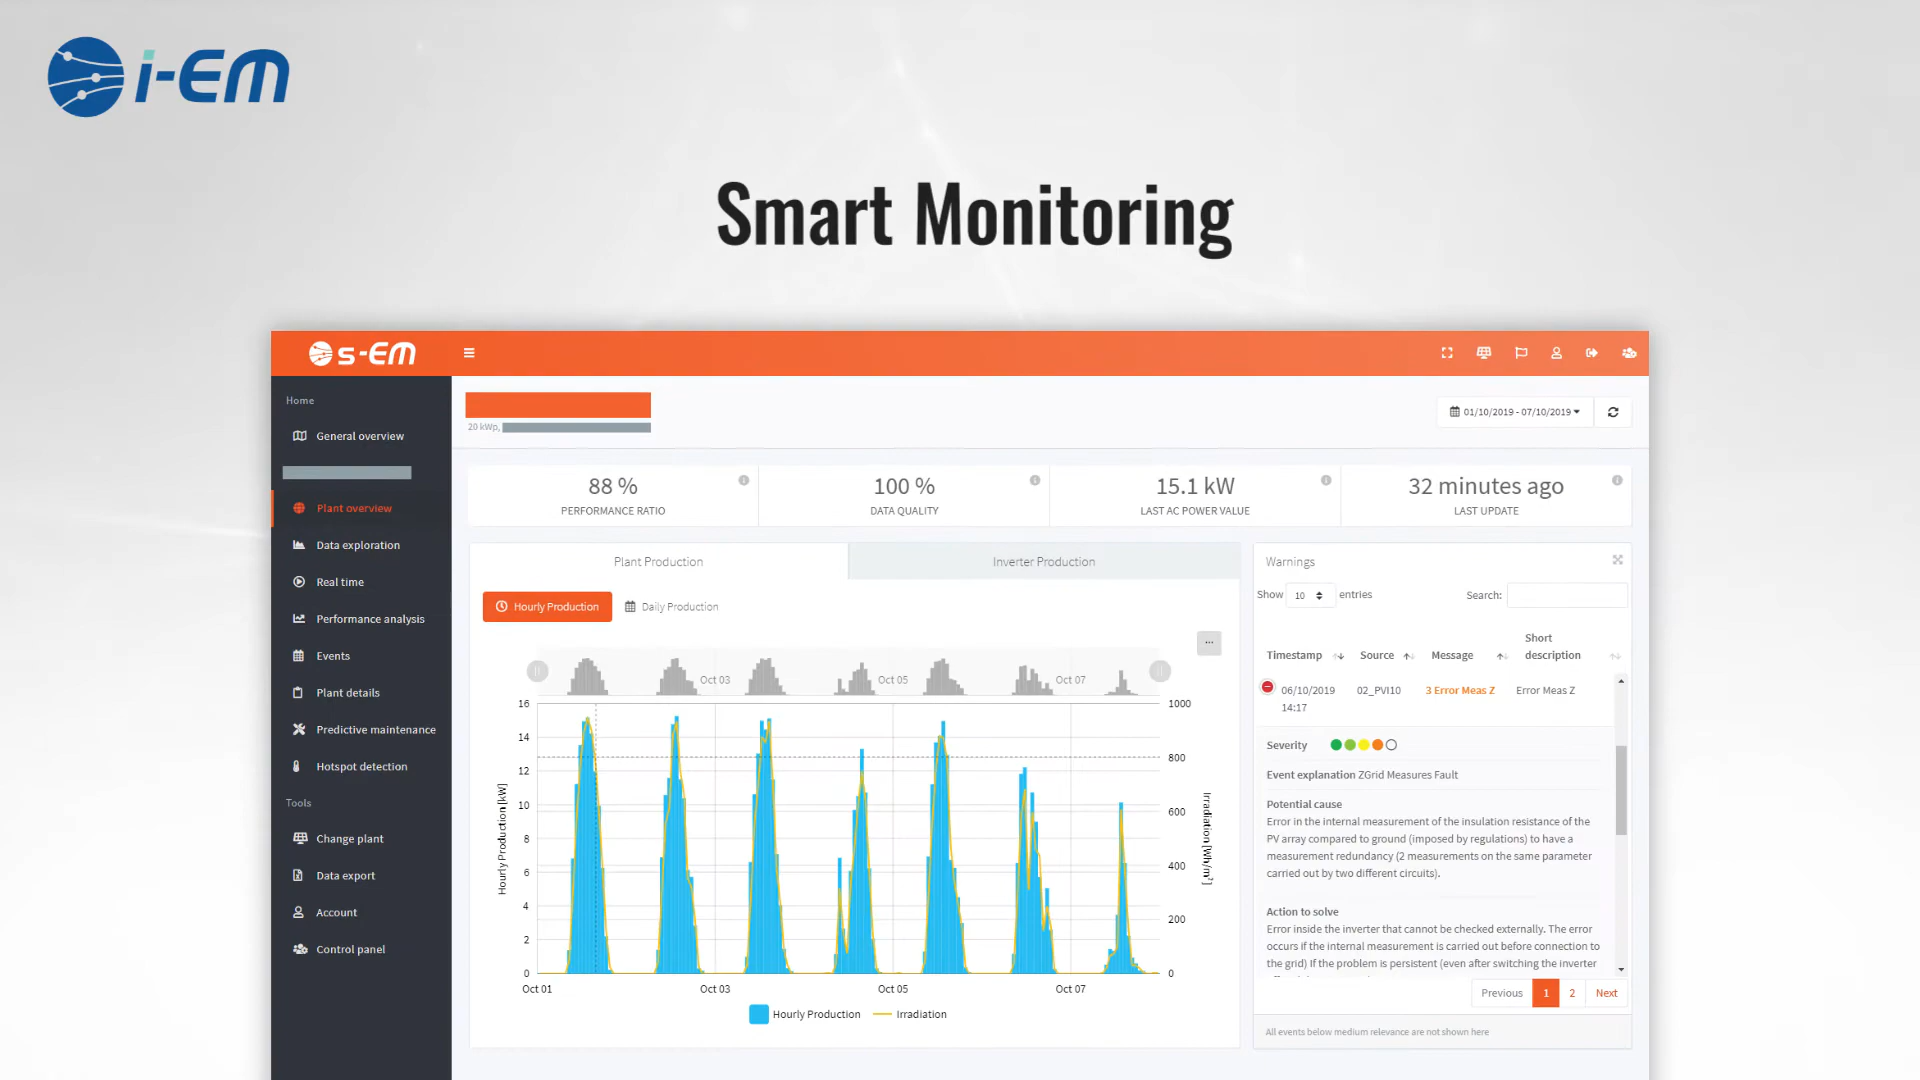 i-EM
Smart Monitoring
s-EM
Home
General overview
Plant overview
Data exploration
Real time
Performance analysis
Events
Plant details
Predictive maintenance
Hotspot detection
Tools
Change plant
Data export
Account
Control panel
20 kWp,
01/10/2019 - 07/10/2019
88 %
PERFORMANCE RATIO
100 %
DATA QUALITY
15.1 kW
LAST AC POWER VALUE
32 minutes ago
LAST UPDATE
Plant Production
Inverter Production
Hourly Production
Daily Production
...
Oct 03
Oct 05
Oct 07
16
14
12
10
8
6
4
2
0
Hourly Production [kW]
1000
800
600
400
200
0
Irradiation [Wh/m²]
Oct 01
Oct 03
Oct 05
Oct 07
Hourly Production
Irradiation
Warnings
Show 10 entries
Search:
Timestamp
Source
Message
Short
description
06/10/2019
14:17
02_PVI10
3 Error Meas Z
Error Meas Z
Severity
Event explanation ZGrid Measures Fault
Potential cause
Error in the internal measurement of the insulation resistance of the
PV array compared to ground (imposed by regulations) to have a
measurement redundancy (2 measurements on the same parameter
carried out by two different circuits).
Action to solve
Error inside the inverter that cannot be checked externally. The error
occurs if the internal measurement is carried out before connection to
the grid) If the problem is persistent (even after switching the inverter
Previous
1
2
Next
All events below medium relevance are not shown here